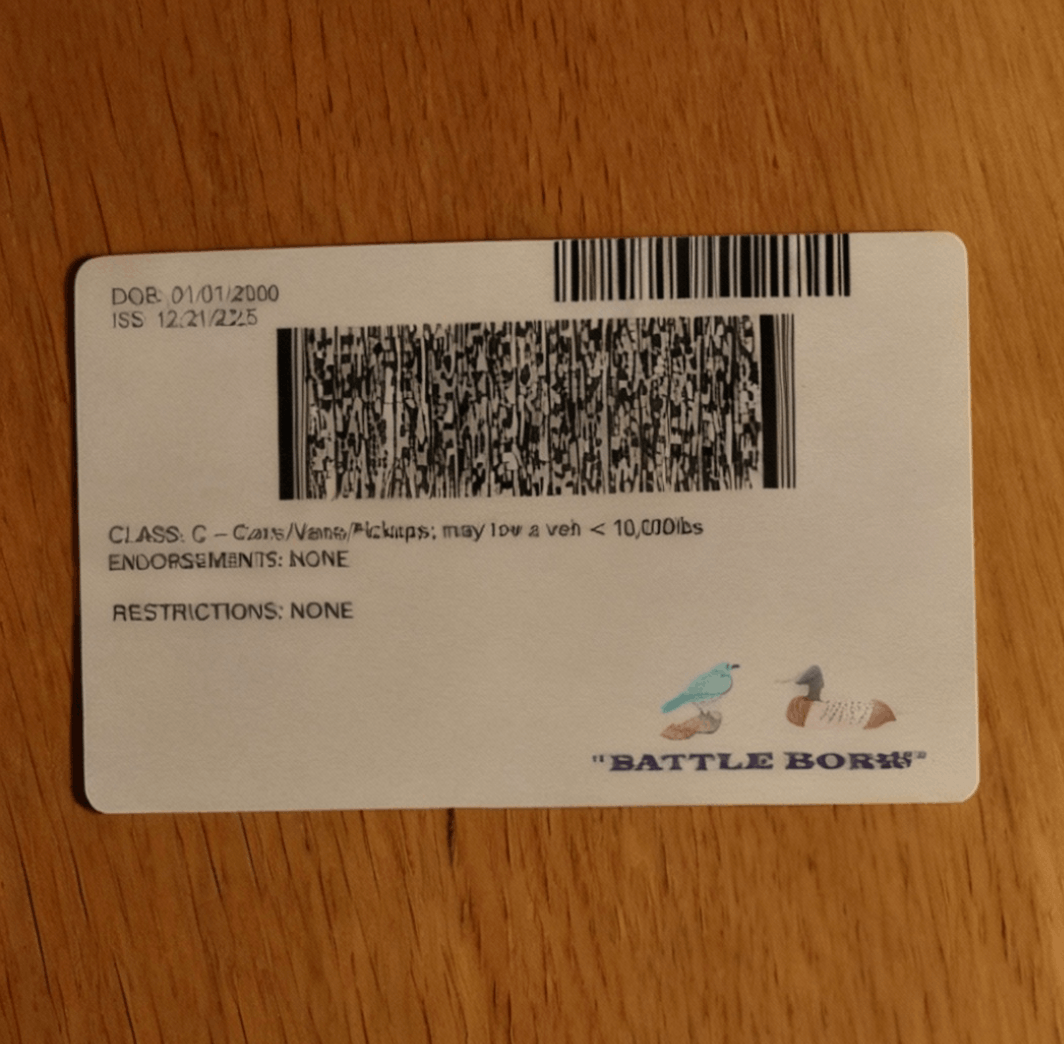 DOB: 01/01/2000
ISS 12/21/
CLASS: C – may a veh < 10,000lbs
ENDORSEMENTS: NONE
RESTRICTIONS: NONE
"BATTLE